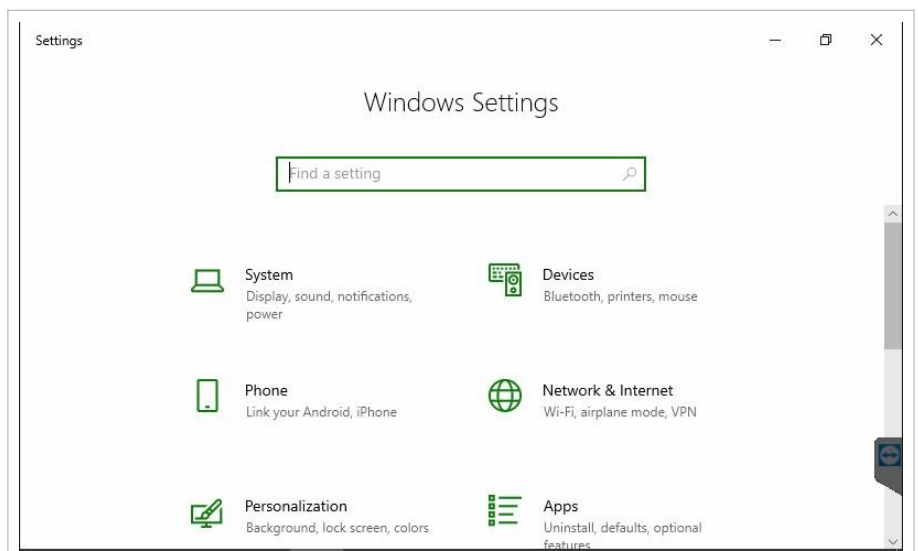 Settings
Windows Settings
Find a setting
System
Display, sound, notifications,
power
Devices
Bluetooth, printers, mouse
Phone
Link your Android, iPhone
Network & Internet
Wi-Fi, airplane mode, VPN
Personalization
Background, lock screen, colors
Apps
Uninstall, defaults, optional
features